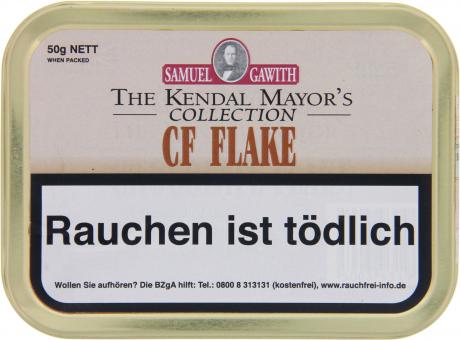 50g NETT
WHEN PACKED
SAMUEL GAWITH
THE KENDAL MAYOR'S
COLLECTION
CF FLAKE
Rauchen ist tödlich
Wollen Sie aufhören? Die BZgA hilft: Tel.: 0800 8 313131 (kostenfrei), www.rauchfrei-info.de